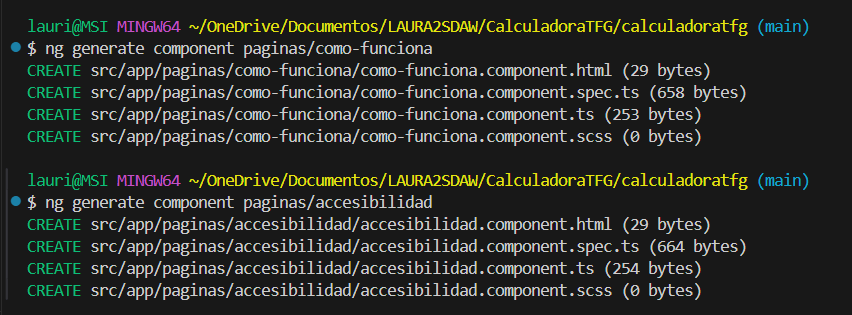 lauri@MSI MINGW64 ~/OneDrive/Documentos/LAURA2SDAW/CalculadoraTFG/calculadoratfg (main)
$ ng generate component paginas/como-funciona
CREATE src/app/paginas/como-funciona/como-funciona.component.html (29 bytes)
CREATE src/app/paginas/como-funciona/como-funciona.component.spec.ts (658 bytes)
CREATE src/app/paginas/como-funciona/como-funciona.component.ts (253 bytes)
CREATE src/app/paginas/como-funciona/como-funciona.component.scss (0 bytes)
lauri@MSI MINGW64 ~/OneDrive/Documentos/LAURA2SDAW/CalculadoraTFG/calculadoratfg (main)
$ ng generate component paginas/accesibilidad
CREATE src/app/paginas/accesibilidad/accesibilidad.component.html (29 bytes)
CREATE src/app/paginas/accesibilidad/accesibilidad.component.spec.ts (664 bytes)
CREATE src/app/paginas/accesibilidad/accesibilidad.component.ts (254 bytes)
CREATE src/app/paginas/accesibilidad/accesibilidad.component.scss (0 bytes)